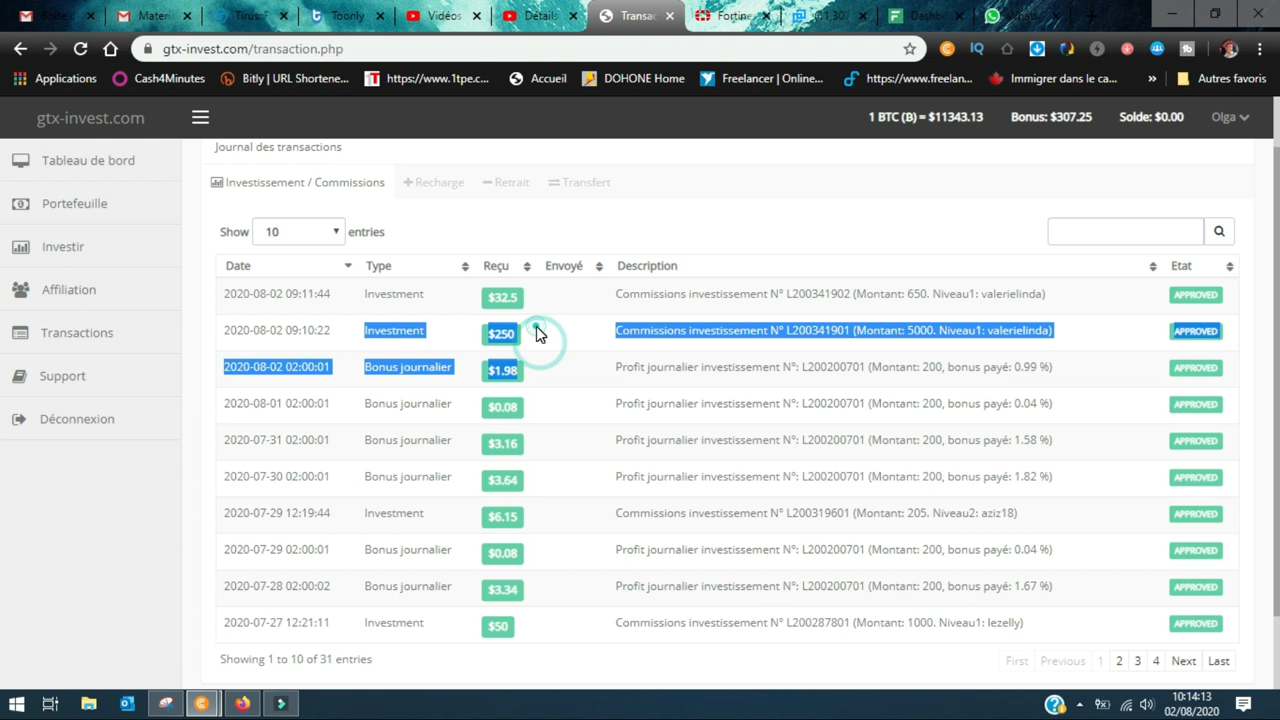 Mater
Tirus: F
Toonly
Vidéos
Détails
Transac
Fortine
Dashb
gtx-invest.com/transaction.php
Applications Cash4Minutes Bitly | URL Shortene... https://www.1tpe.c... Accueil DOHONE Home Freelancer | Online... https://www.freelan... Immigrer dans le ca... » Autres favoris
gtx-invest.com 1 BTC (B) = $11343.13 Bonus: $307.25 Solde: $0.00 Olga
Tableau de bord
Portefeuille
Investir
Affiliation
Transactions
Support
Déconnexion
Journal des transactions
Investissement / Commissions Recharge Retrait Transfert
Show 10 entries
Date Type Reçu Envoyé Description Etat
2020-08-02 09:11:44 Investment $32.5 Commissions investissement N° L200341902 (Montant: 650. Niveau1: valerielinda) APPROVED
2020-08-02 09:10:22 Investment $250 Commissions investissement N° L200341901 (Montant: 5000. Niveau1: valerielinda) APPROVED
2020-08-02 02:00:01 Bonus journalier $1.98 Profit journalier investissement N°: L200200701 (Montant: 200, bonus payé: 0.99 %) APPROVED
2020-08-01 02:00:01 Bonus journalier $0.08 Profit journalier investissement N°: L200200701 (Montant: 200, bonus payé: 0.04 %) APPROVED
2020-07-31 02:00:01 Bonus journalier $3.16 Profit journalier investissement N°: L200200701 (Montant: 200, bonus payé: 1.58 %) APPROVED
2020-07-30 02:00:01 Bonus journalier $3.64 Profit journalier investissement N°: L200200701 (Montant: 200, bonus payé: 1.82 %) APPROVED
2020-07-29 12:19:44 Investment $6.15 Commissions investissement N° L200319601 (Montant: 205. Niveau2: aziz18) APPROVED
2020-07-29 02:00:01 Bonus journalier $0.08 Profit journalier investissement N°: L200200701 (Montant: 200, bonus payé: 0.04 %) APPROVED
2020-07-28 02:00:02 Bonus journalier $3.34 Profit journalier investissement N°: L200200701 (Montant: 200, bonus payé: 1.67 %) APPROVED
2020-07-27 12:21:11 Investment $50 Commissions investissement N° L200287801 (Montant: 1000. Niveau1: lezelly) APPROVED
Showing 1 to 10 of 31 entries First Previous 1 2 3 4 Next Last
10:14:13
02/08/2020